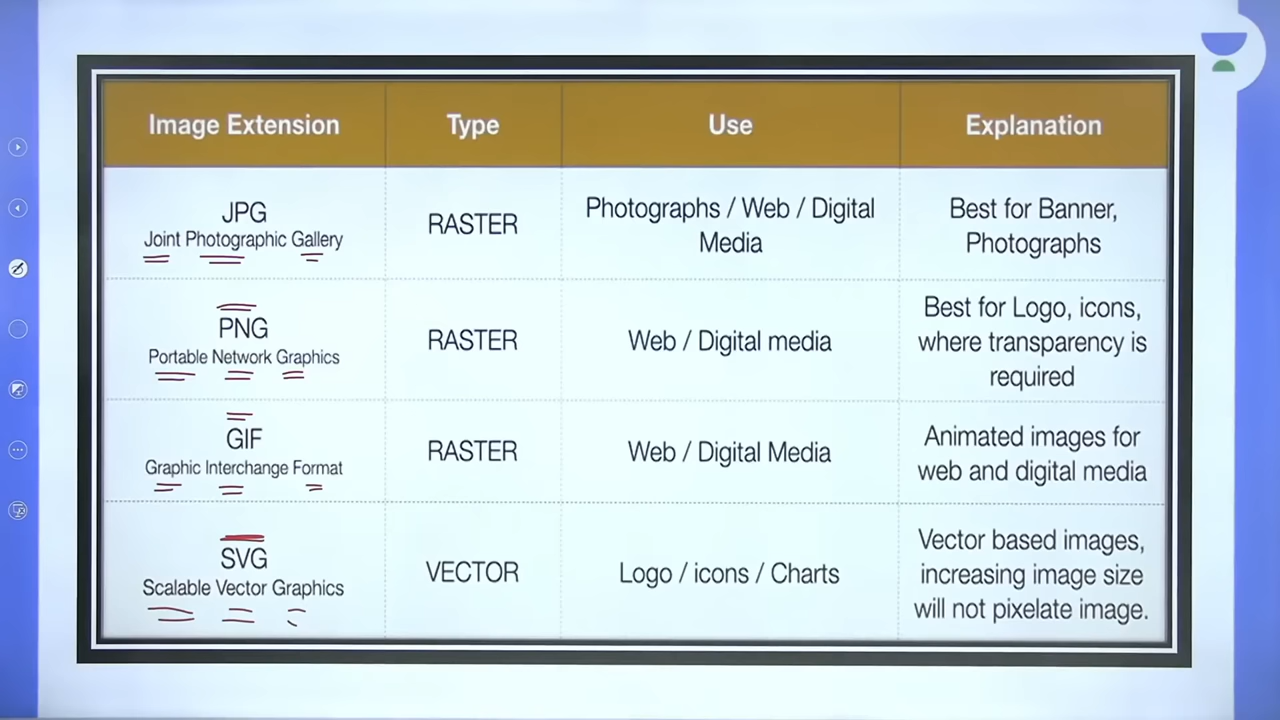 Image Extension Type Use Explanation
JPG
Joint Photographic Gallery
RASTER
Photographs / Web / Digital
Media
Best for Banner,
Photographs
PNG
Portable Network Graphics
RASTER
Web / Digital media
Best for Logo, icons,
where transparency is
required
GIF
Graphic Interchange Format
RASTER
Web / Digital Media
Animated images for
web and digital media
SVG
Scalable Vector Graphics
VECTOR
Logo / icons / Charts
Vector based images,
increasing image size
will not pixelate image.